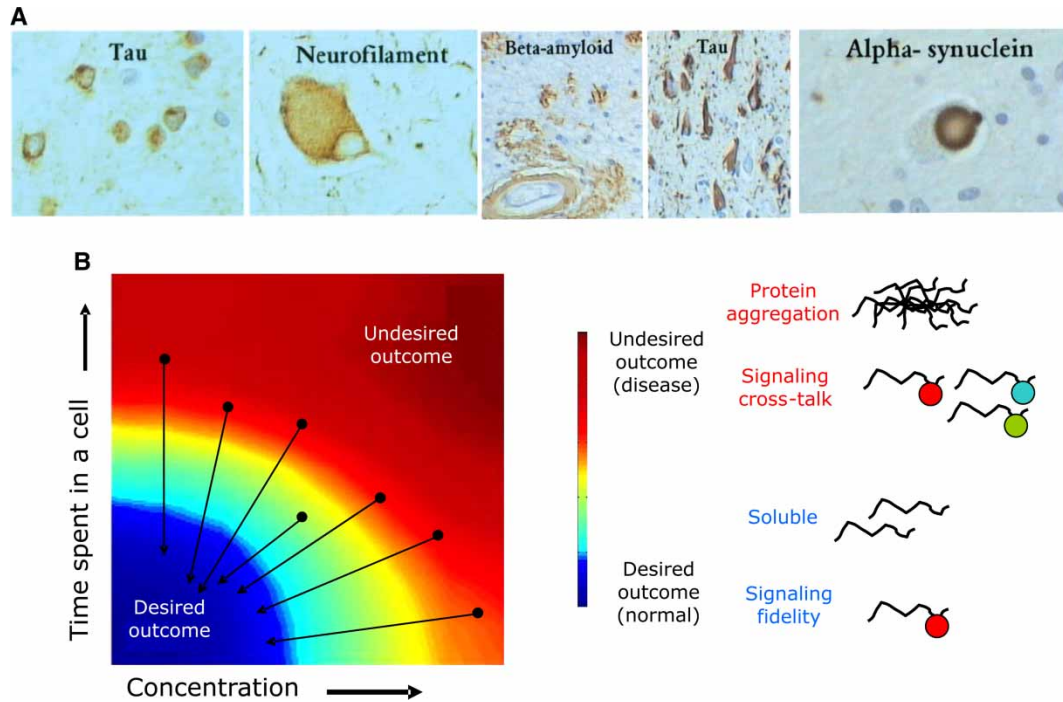 A
Tau
Neurofilament
Beta-amyloid
Tau
Alpha- synuclein
B
Time spent in a cell
Undesired
outcome
Desired
outcome
Concentration
Undesired
outcome
(disease)
Desired
outcome
(normal)
Protein
aggregation
Signaling
cross-talk
Soluble
Signaling
fidelity